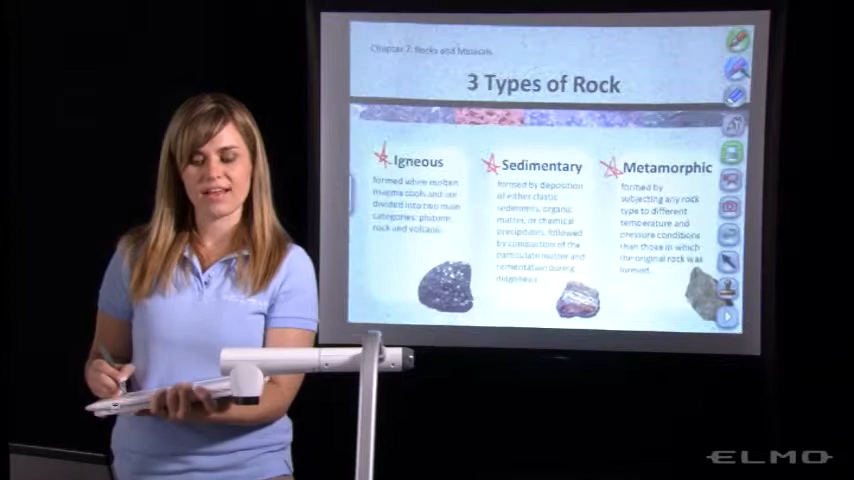 Chapter 7: Rocks and Minerals
3 Types of Rock
Igneous
formed when molten
magma cools and are
divided into two main
categories: plutonic
rock and volcanic.
Sedimentary
formed by deposition
of either clastic
sediments, organic
matter, or chemical
precipitates, followed
by compaction of the
particulate matter and
cementation during
diagenesis.
Metamorphic
formed by
subjecting any rock
type to different
temperature and
pressure conditions
than those in which
the original rock was
formed.
ELMO